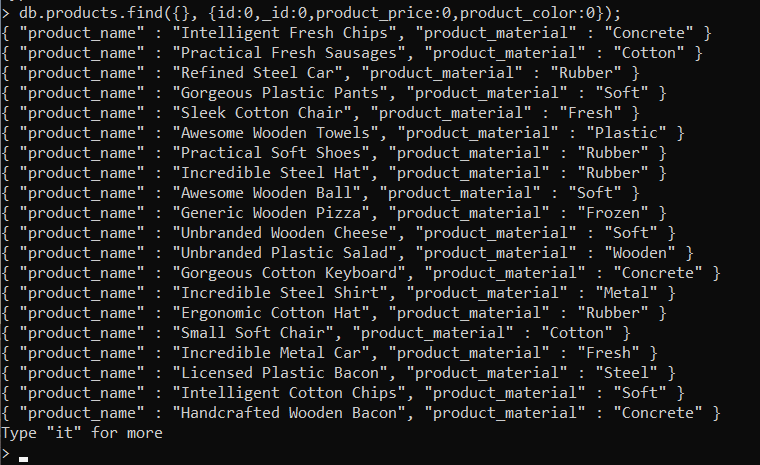 > db.products.find({}, {id:0,_id:0,product_price:0,product_color:0});
{ "product_name" : "Intelligent Fresh Chips", "product_material" : "Concrete" }
{ "product_name" : "Practical Fresh Sausages", "product_material" : "Cotton" }
{ "product_name" : "Refined Steel Car", "product_material" : "Rubber" }
{ "product_name" : "Gorgeous Plastic Pants", "product_material" : "Soft" }
{ "product_name" : "Sleek Cotton Chair", "product_material" : "Fresh" }
{ "product_name" : "Awesome Wooden Towels", "product_material" : "Plastic" }
{ "product_name" : "Practical Soft Shoes", "product_material" : "Rubber" }
{ "product_name" : "Incredible Steel Hat", "product_material" : "Rubber" }
{ "product_name" : "Awesome Wooden Ball", "product_material" : "Soft" }
{ "product_name" : "Generic Wooden Pizza", "product_material" : "Frozen" }
{ "product_name" : "Unbranded Wooden Cheese", "product_material" : "Soft" }
{ "product_name" : "Unbranded Plastic Salad", "product_material" : "Wooden" }
{ "product_name" : "Gorgeous Cotton Keyboard", "product_material" : "Concrete" }
{ "product_name" : "Incredible Steel Shirt", "product_material" : "Metal" }
{ "product_name" : "Ergonomic Cotton Hat", "product_material" : "Rubber" }
{ "product_name" : "Small Soft Chair", "product_material" : "Cotton" }
{ "product_name" : "Incredible Metal Car", "product_material" : "Fresh" }
{ "product_name" : "Licensed Plastic Bacon", "product_material" : "Steel" }
{ "product_name" : "Intelligent Cotton Chips", "product_material" : "Soft" }
{ "product_name" : "Handcrafted Wooden Bacon", "product_material" : "Concrete" }
Type "it" for more
>